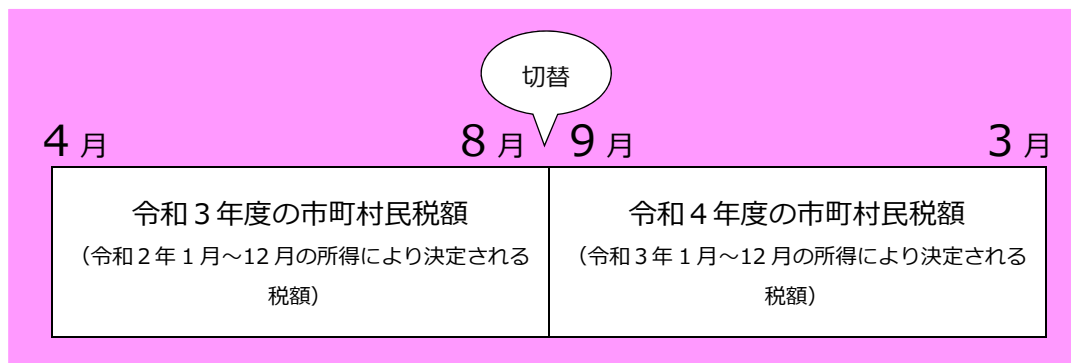 切替
4月 8月 9月 3月
令和3年度の市町村民税額
（令和2年1月～12月の所得により決定される
税額）
令和4年度の市町村民税額
（令和3年1月～12月の所得により決定される
税額）